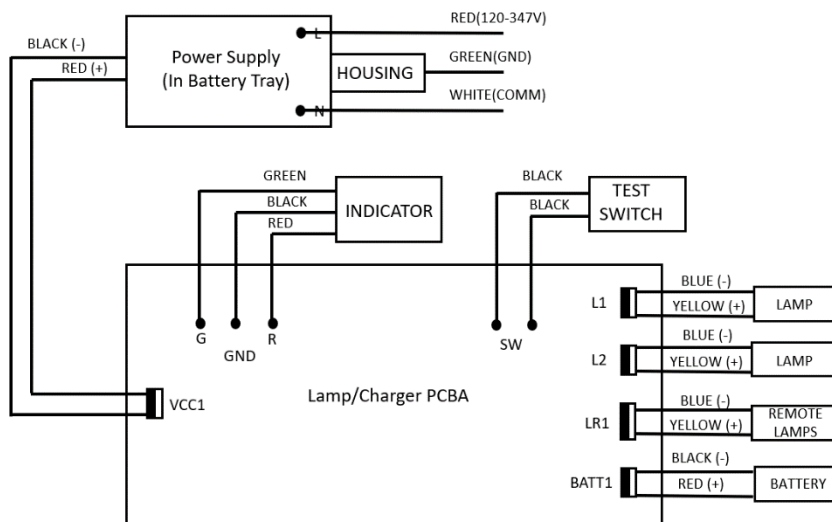 RED(120-347V)
BLACK (-)
RED (+)
Power Supply
(In Battery Tray)
L
N
HOUSING
GREEN(GND)
WHITE(COMM)
GREEN
BLACK
RED
INDICATOR
BLACK
BLACK
TEST
SWITCH
G
GND
R
SW
VCC1
Lamp/Charger PCBA
L1
BLUE (-)
YELLOW (+)
LAMP
L2
BLUE (-)
YELLOW (+)
LAMP
LR1
BLUE (-)
YELLOW (+)
REMOTE
LAMPS
BATT1
BLACK (-)
RED (+)
BATTERY